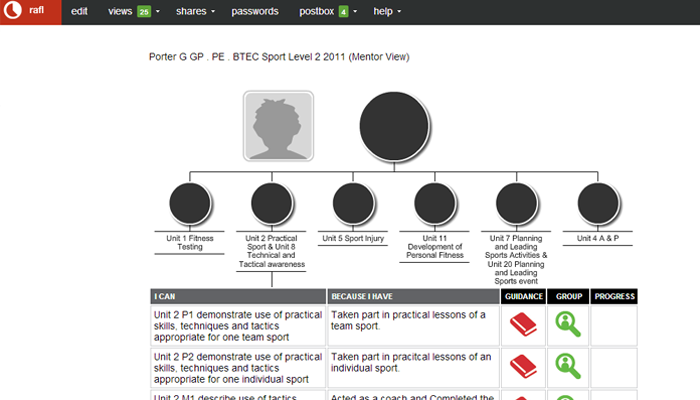 rafl edit views 25 shares passwords postbox 4 help
Porter G GP . PE . BTEC Sport Level 2 2011 (Mentor View)
Unit 1 Fitness
Testing
Unit 2 Practical
Sport & Unit 8
Technical and
Tactical awareness
Unit 5 Sport Injury
Unit 11
Development of
Personal Fitness
Unit 7 Planning
and Leading
Sports Activities &
Unit 20 Planning
and Leading
Sports event
Unit 4 A & P
I CAN BECAUSE I HAVE GUIDANCE GROUP PROGRESS
Unit 2 P1 demonstrate use of practical
skills, techniques and tactics
appropriate for one team sport
Taken part in practical lessons of a
team sport.
Unit 2 P2 demonstrate use of practical
skills, techniques and tactics
appropriate for one individual sport
Taken part in pracitcal lessons of an
individual sport.
Unit 2 M1 describe use of tactics
Acted as a coach and Completed the